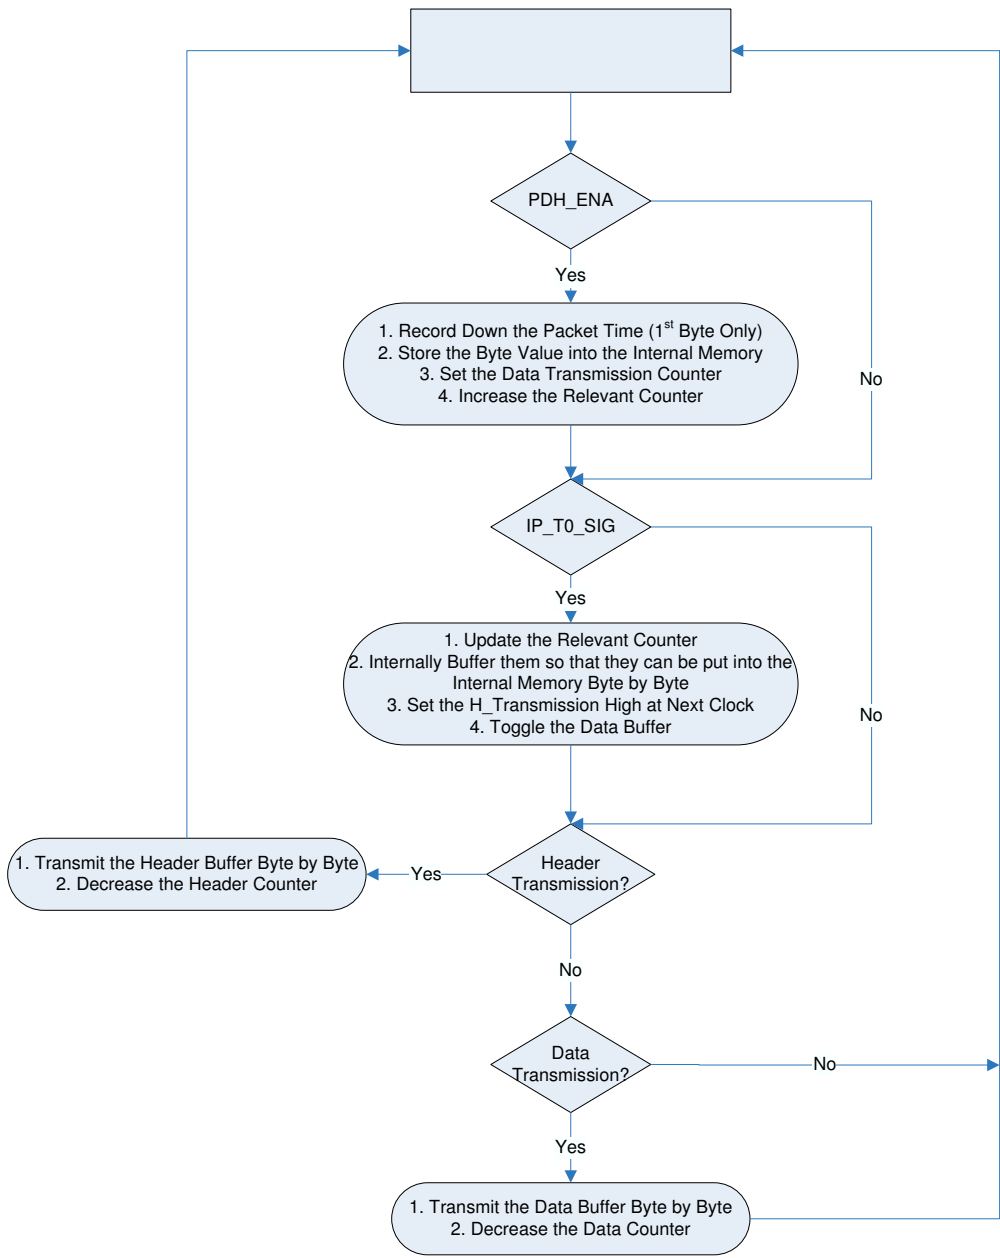 PDH_ENA
Yes
1. Record Down the Packet Time (1st Byte Only)
2. Store the Byte Value into the Internal Memory
3. Set the Data Transmission Counter
4. Increase the Relevant Counter
No
IP_T0_SIG
Yes
1. Update the Relevant Counter
2. Internally Buffer them so that they can be put into the
Internal Memory Byte by Byte
3. Set the H_Transmission High at Next Clock
4. Toggle the Data Buffer
No
1. Transmit the Header Buffer Byte by Byte
2. Decrease the Header Counter
Yes
Header
Transmission?
No
Data
Transmission?
No
Yes
1. Transmit the Data Buffer Byte by Byte
2. Decrease the Data Counter